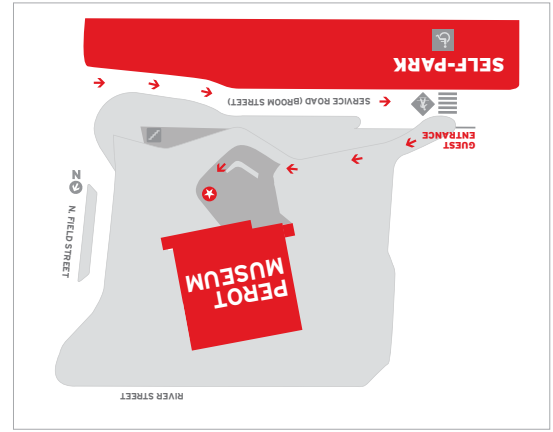 RIVER STREET
PEROT
MUSEUM
N. FIELD STREET
N
GUEST
ENTRANCE
SERVICE ROAD (BROOM STREET)
SELF-PARK